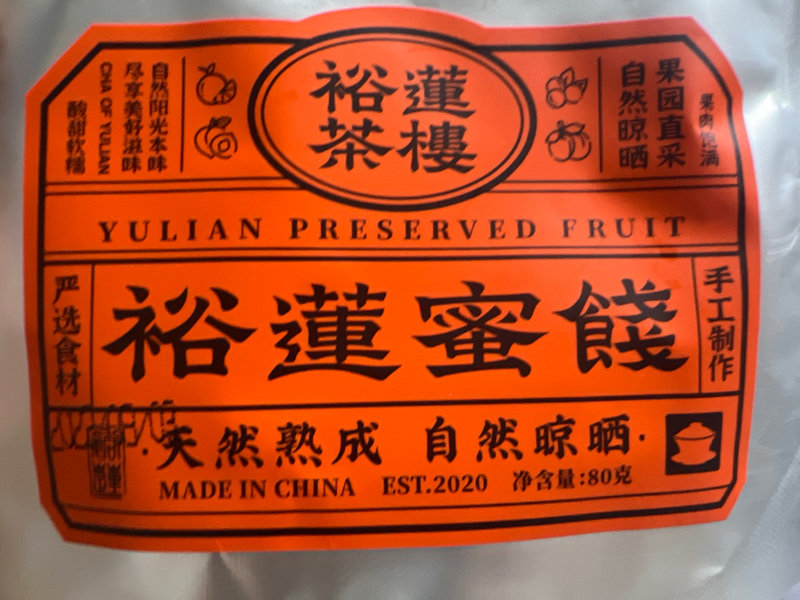 自然阳光本味
尽享美好滋味
CHA OF YULIAN
酸甜软糯
裕蓮
茶樓
果肉饱满
果园直采
自然晾晒
YULIAN PRESERVED FRUIT
严选食材
裕蓮蜜餞
手工制作
·天然熟成 自然晾晒·
MADE IN CHINA EST.2020 净含量:80克